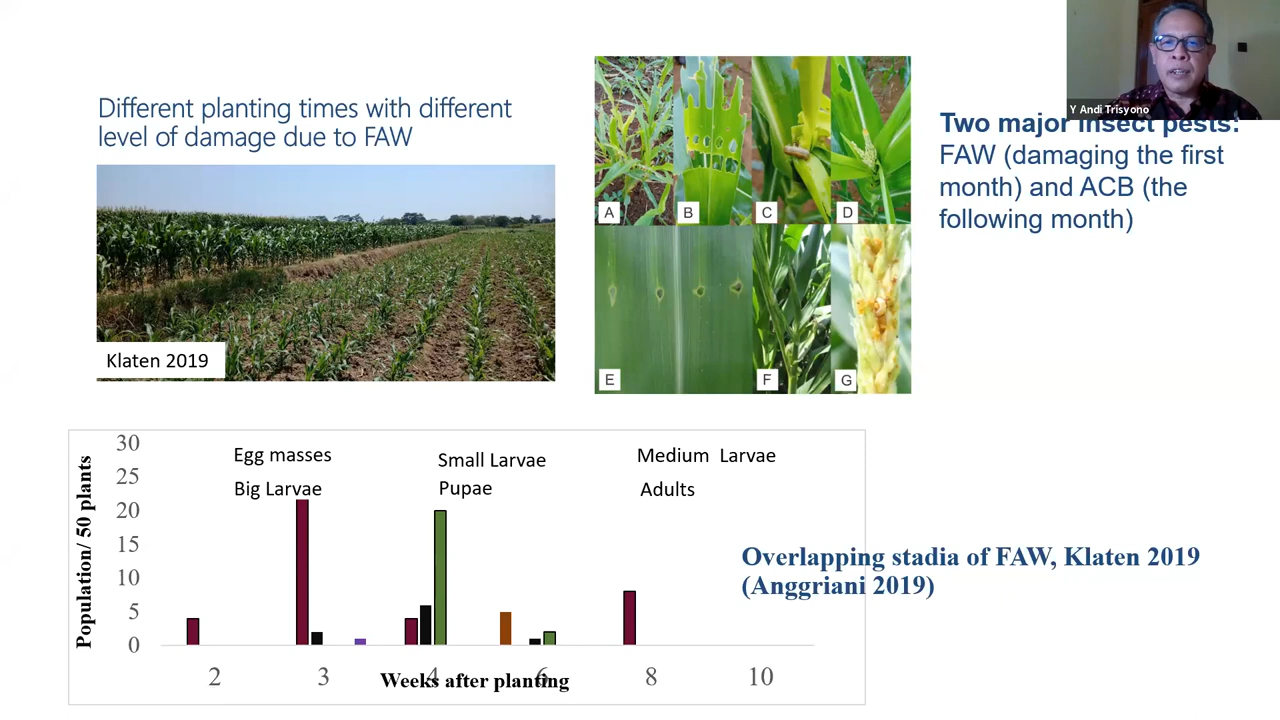 Y Andi Trisyono
Different planting times with different
level of damage due to FAW
Klaten 2019
A
B
C
D
E
F
G
Two major insect pests:
FAW (damaging the first
month) and ACB (the
following month)
Egg masses
Small Larvae
Medium Larvae
Big Larvae
Pupae
Adults
Population/ 50 plants
30
25
20
15
10
5
0
2
3
4
6
8
10
Weeks after planting
Overlapping stadia of FAW, Klaten 2019
(Anggriani 2019)